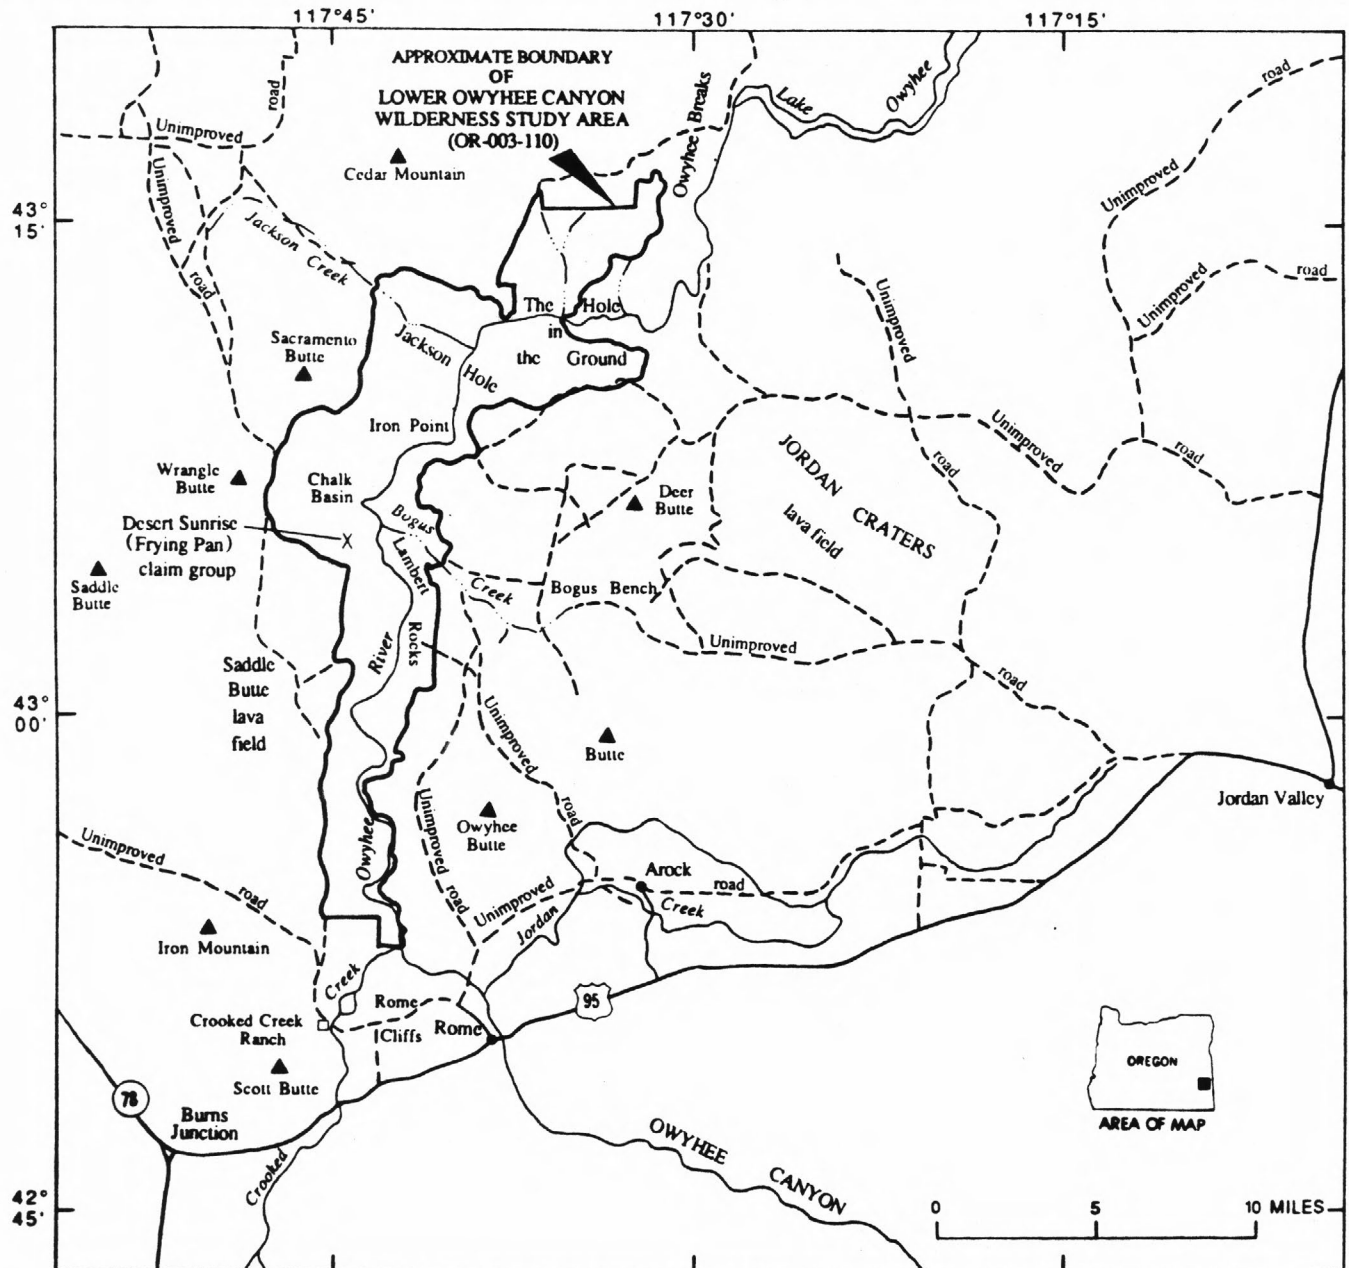 117°45'
117°30'
117°15'
APPROXIMATE BOUNDARY
OF
LOWER OWYHEE CANYON
WILDERNESS STUDY AREA
(OR-003-110)
Cedar Mountain
Owyhee Breaks
Lake
Owyhee
road
road
Unimproved
Unimproved
road
Unimproved
43°
15'
Jackson
Creek
Unimproved
road
Unimproved
The Hole
in
the Ground
Jackson
Hole
Sacramento
Butte
Iron Point
Unimproved
road
Unimproved
road
JORDAN
CRATERS
lava field
Wrangle
Butte
Chalk
Basin
Deer
Butte
Bogus
Creek
Desert Sunrise
(Frying Pan)
claim group
Lambert
Rocks
Saddle
Butte
Bogus Bench
Unimproved
road
River
Saddle
Butte
lava
field
43°
00'
Unimproved
road
Butte
Jordan Valley
Unimproved
road
Owyhee
Butte
Owyhee
Unimproved
road
Arock
Unimproved
road
Jordan
Creek
Iron Mountain
Creek
Rome
Cliffs
95
Crooked Creek
Ranch
Rome
Scott Butte
78
Burns
Junction
Crooked
OREGON
AREA OF MAP
OWYHEE
CANYON
42°
45'
0 5 10 MILES